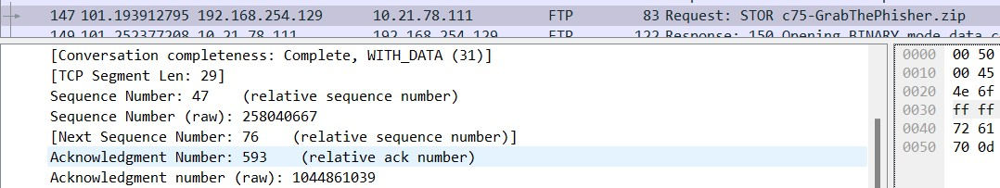 147 101.193912795 192.168.254.129 10.21.78.111 FTP 83 Request: STOR c75-GrabThePhisher.zip
149 101.252377208 10.21.78.111 192.168.254.129 FTP 122 Response: 150 Opening BINARY mode data c
[Conversation completeness: Complete, WITH_DATA (31)]
[TCP Segment Len: 29]
Sequence Number: 47 (relative sequence number)
Sequence Number (raw): 258040667
[Next Sequence Number: 76 (relative sequence number)]
Acknowledgment Number: 593 (relative ack number)
Acknowledgment number (raw): 1044861039
0000 00 50
0010 00 45
0020 4e 6f
0030 ff ff
0040 72 61
0050 70 0d